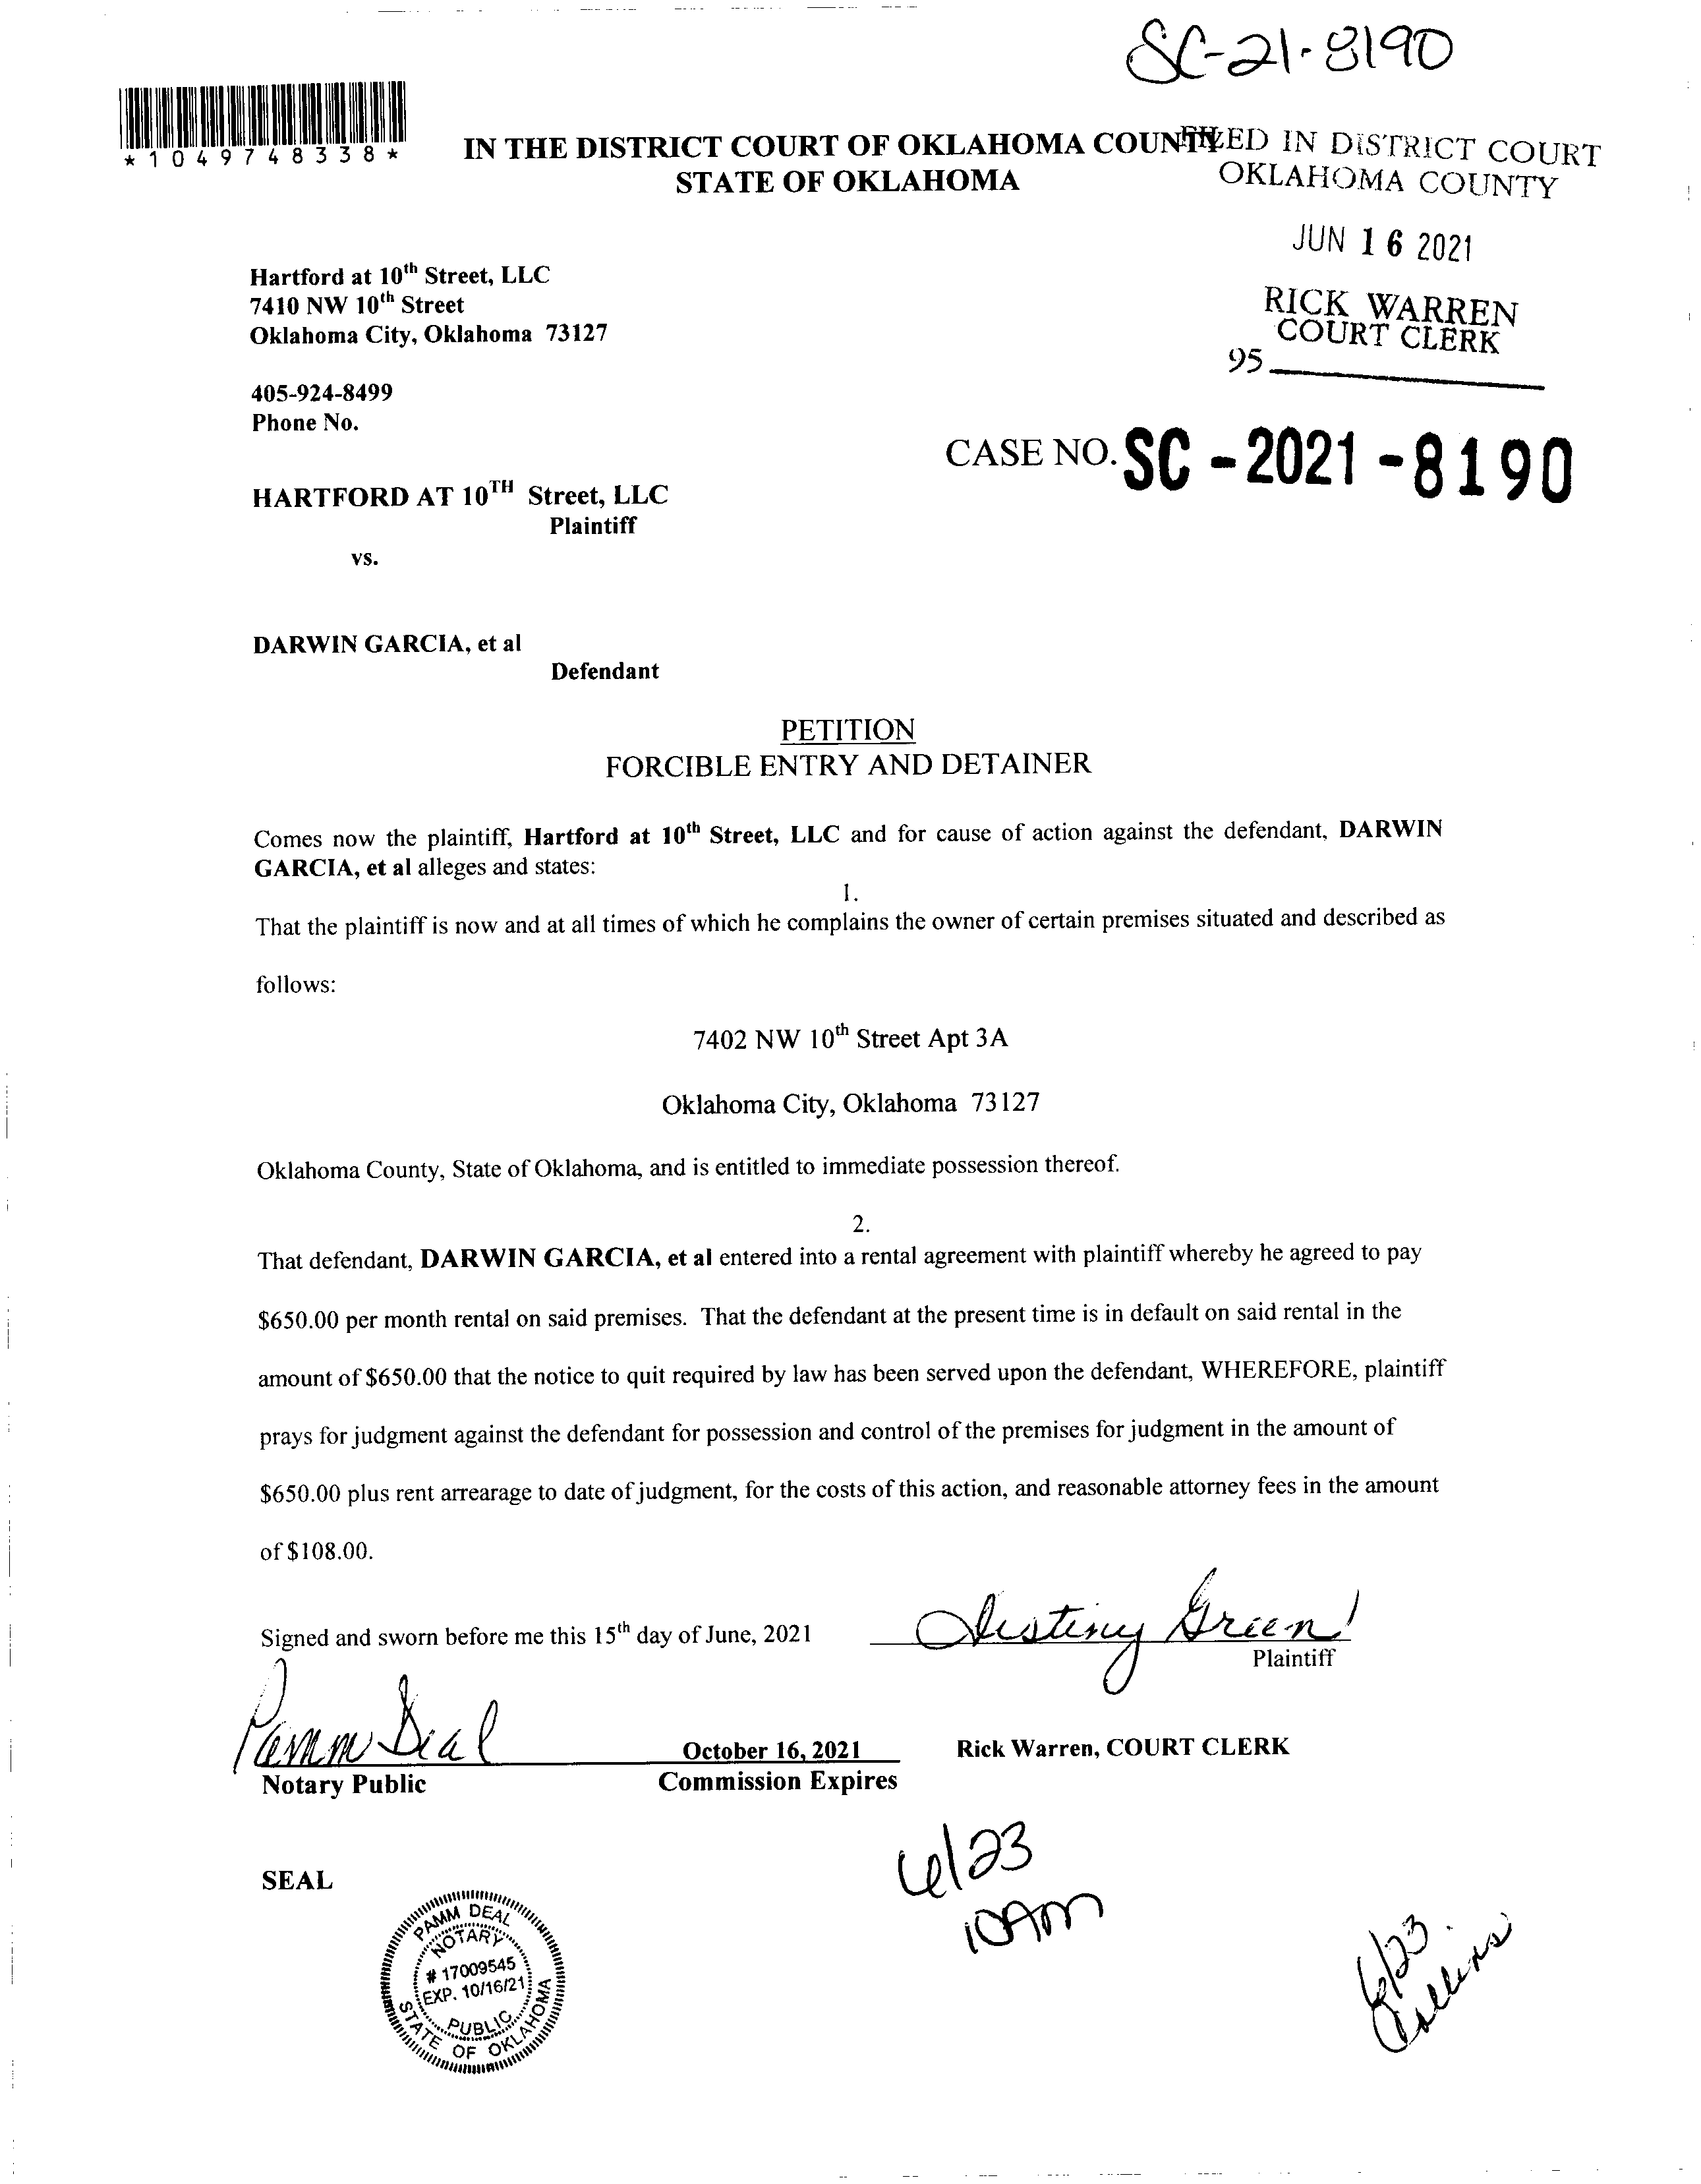 SC-21-8190
*1049748338*
IN THE DISTRICT COURT OF OKLAHOMA COUNTY
STATE OF OKLAHOMA
FILED IN DISTRICT COURT
OKLAHOMA COUNTY
JUN 16 2021
RICK WARREN
COURT CLERK
95
Hartford at 10th Street, LLC
7410 NW 10th Street
Oklahoma City, Oklahoma 73127
405-924-8499
Phone No.
CASE NO. SC-2021-8190
HARTFORD AT 10TH Street, LLC
Plaintiff
vs.
DARWIN GARCIA, et al
Defendant
PETITION
FORCIBLE ENTRY AND DETAINER
Comes now the plaintiff, Hartford at 10th Street, LLC and for cause of action against the defendant, DARWIN
GARCIA, et al alleges and states:
1.
That the plaintiff is now and at all times of which he complains the owner of certain premises situated and described as
follows:
7402 NW 10th Street Apt 3A
Oklahoma City, Oklahoma 73127
Oklahoma County, State of Oklahoma, and is entitled to immediate possession thereof.
2.
That defendant, DARWIN GARCIA, et al entered into a rental agreement with plaintiff whereby he agreed to pay
$650.00 per month rental on said premises. That the defendant at the present time is in default on said rental in the
amount of $650.00 that the notice to quit required by law has been served upon the defendant, WHEREFORE, plaintiff
prays for judgment against the defendant for possession and control of the premises for judgment in the amount of
$650.00 plus rent arrearage to date of judgment, for the costs of this action, and reasonable attorney fees in the amount
of $108.00.
Signed and sworn before me this 15th day of June, 2021
Destiny Green
Plaintiff
Pamm Deal
Notary Public
October 16, 2021
Commission Expires
Rick Warren, COURT CLERK
6/23
10Am
SEAL
PAMM DEAL
NOTARY
# 17009545
EXP. 10/16/21
PUBLIC
STATE OF OKLAHOMA
6/23
Collins